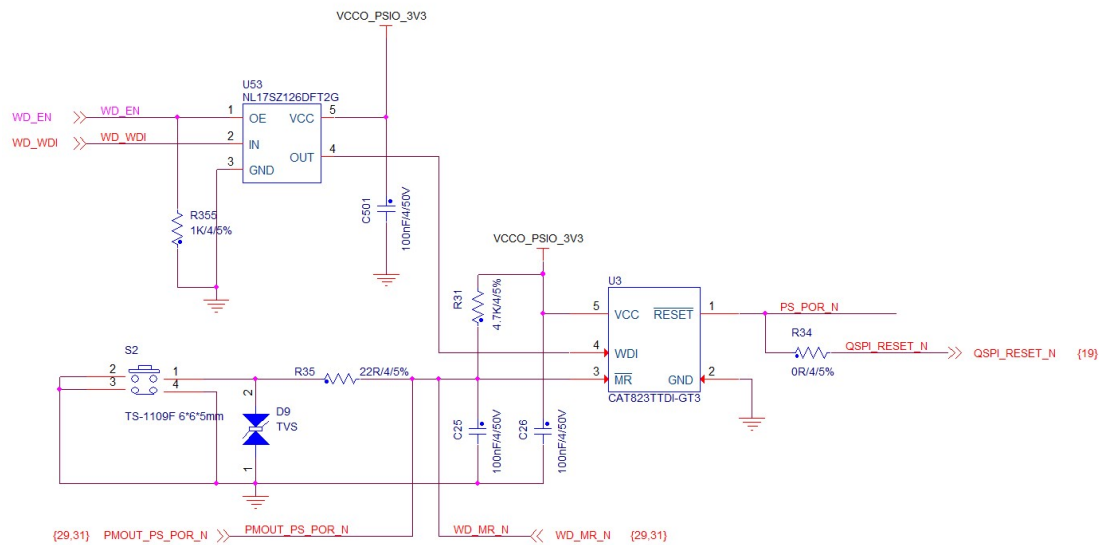 VCCO_PSIO_3V3
U53
NL17SZ126DFT2G
WD_EN
WD_EN
1
OE
VCC
5
WD_WDI
WD_WDI
2
IN
OUT
4
3
GND
R355
1K/4/5%
C501
100nF/4/50V
VCCO_PSIO_3V3
R31
4.7K/4/5%
U3
5
VCC
RESET
1
PS_POR_N
4
WDI
R34
0R/4/5%
QSPI_RESET_N
QSPI_RESET_N
{19}
3
MR
GND
2
CAT823TTDI-GT3
S2
2
3
1
4
TS-1109F 6*6*5mm
R35
22R/4/5%
2
D9
TVS
1
C25
100nF/4/50V
C26
100nF/4/50V
{29,31}
PMOUT_PS_POR_N
PMOUT_PS_POR_N
WD_MR_N
WD_MR_N
{29,31}